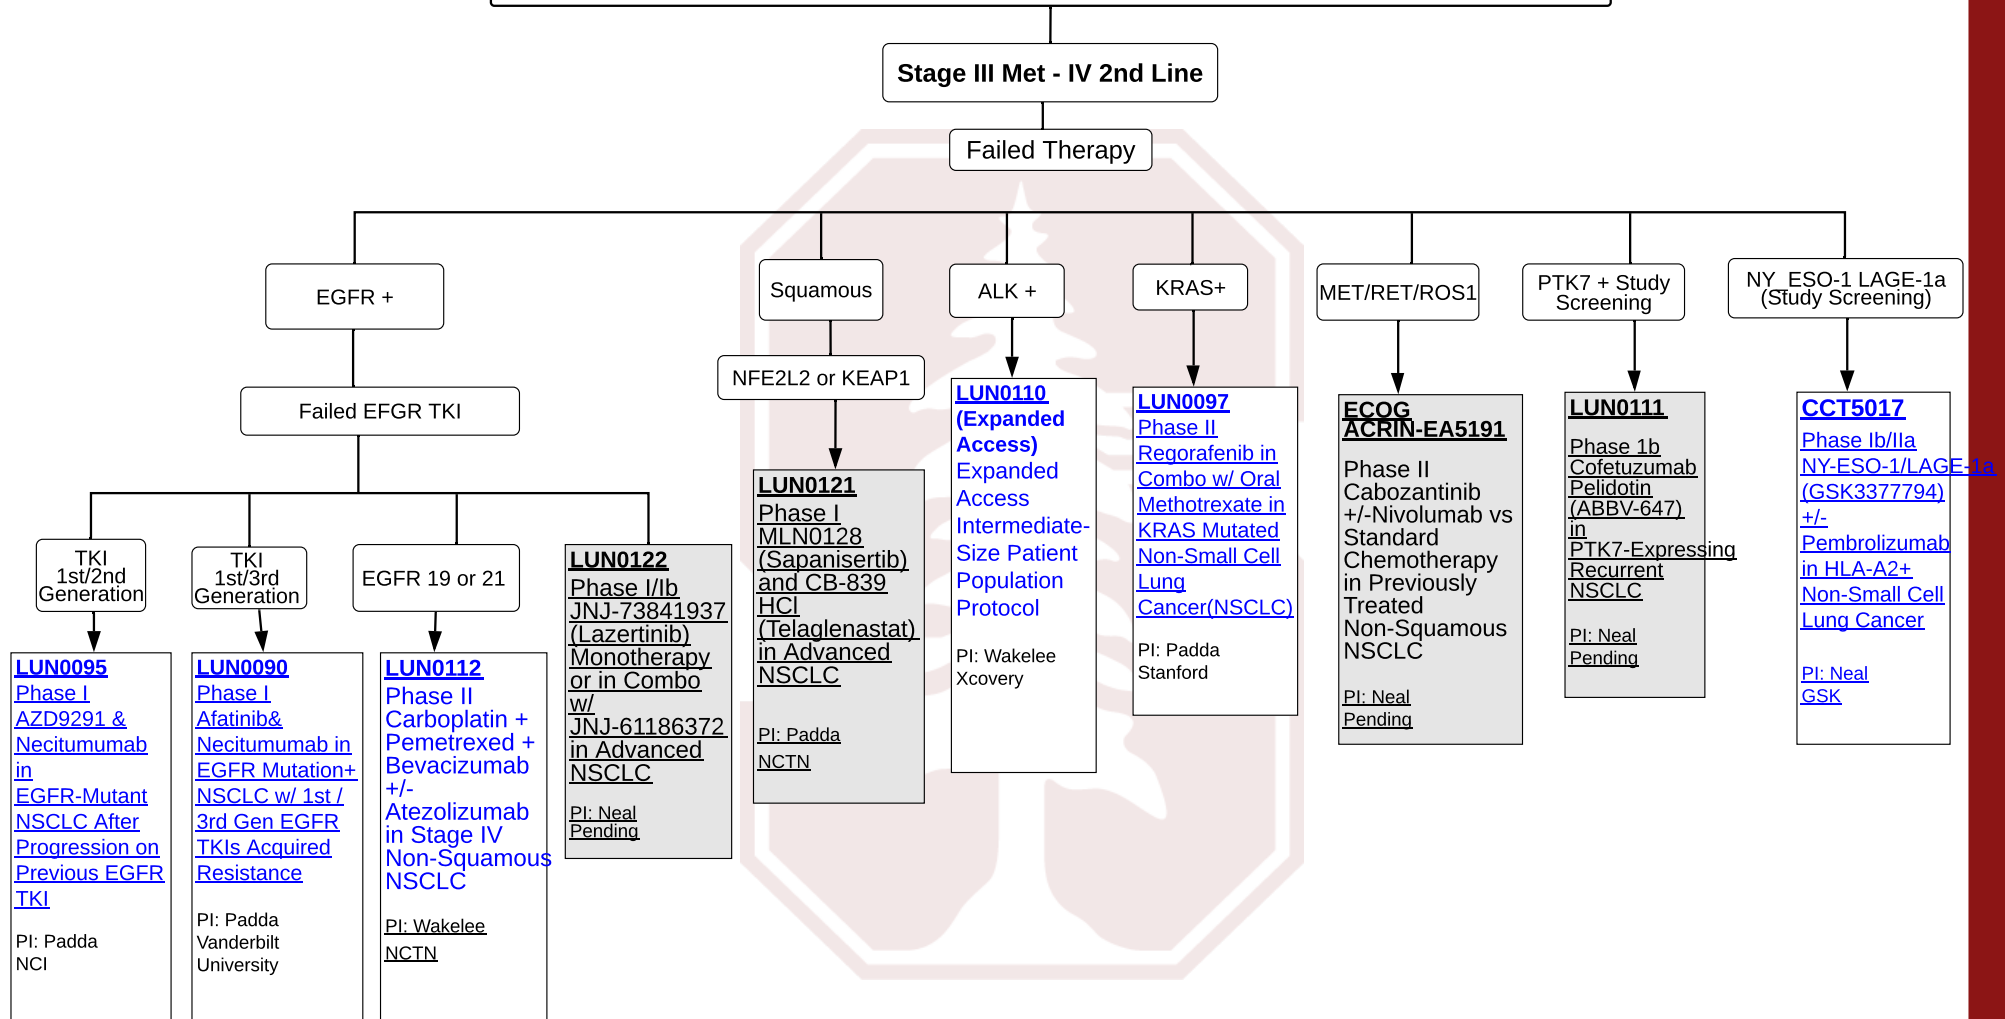 Stage III Met - IV 2nd Line
Failed Therapy
EGFR +
Squamous
ALK +
KRAS+
MET/RET/ROS1
PTK7 + Study
Screening
NY_ESO-1 LAGE-1a
(Study Screening)
Failed EFGR TKI
NFE2L2 or KEAP1
TKI
1st/2nd
Generation
TKI
1st/3rd
Generation
EGFR 19 or 21
LUN0095
Phase I
AZD9291 &
Necitumumab
in
EGFR-Mutant
NSCLC After
Progression on
Previous EGFR
TKI
PI: Padda
NCI
LUN0090
Phase I
Afatinib&
Necitumumab in
EGFR Mutation+
NSCLC w/ 1st /
3rd Gen EGFR
TKIs Acquired
Resistance
PI: Padda
Vanderbilt
University
LUN0112
Phase II
Carboplatin +
Pemetrexed +
Bevacizumab
+/-
Atezolizumab
in Stage IV
Non-Squamous
NSCLC
PI: Wakelee
NCTN
LUN0122
Phase I/Ib
JNJ-73841937
(Lazertinib)
Monotherapy
or in Combo
w/
JNJ-61186372
in Advanced
NSCLC
PI: Neal
Pending
LUN0121
Phase I
MLN0128
(Sapanisertib)
and CB-839
HCl
(Telaglenastat)
in Advanced
NSCLC
PI: Padda
NCTN
LUN0110
(Expanded
Access)
Expanded
Access
Intermediate-
Size Patient
Population
Protocol
PI: Wakelee
Xcovery
LUN0097
Phase II
Regorafenib in
Combo w/ Oral
Methotrexate in
KRAS Mutated
Non-Small Cell
Lung
Cancer(NSCLC)
PI: Padda
Stanford
ECOG
ACRIN-EA5191
Phase II
Cabozantinib
+/-Nivolumab vs
Standard
Chemotherapy
in Previously
Treated
Non-Squamous
NSCLC
PI: Neal
Pending
LUN0111
Phase 1b
Cofetuzumab
Pelidotin
(ABBV-647)
in
PTK7-Expressing
Recurrent
NSCLC
PI: Neal
Pending
CCT5017
Phase Ib/IIa
NY-ESO-1/LAGE-1a
(GSK3377794)
+/-
Pembrolizumab
in HLA-A2+
Non-Small Cell
Lung Cancer
PI: Neal
GSK